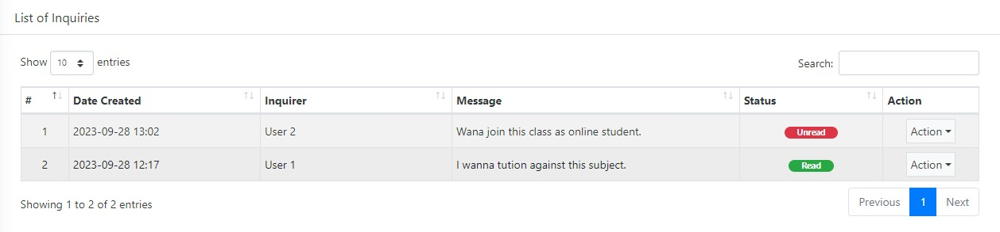 List of Inquiries
Show 10 entries Search:
# Date Created Inquirer Message Status Action
1 2023-09-28 13:02 User 2 Wana join this class as online student. Unread Action
2 2023-09-28 12:17 User 1 I wanna tution against this subject. Read Action
Showing 1 to 2 of 2 entries Previous 1 Next